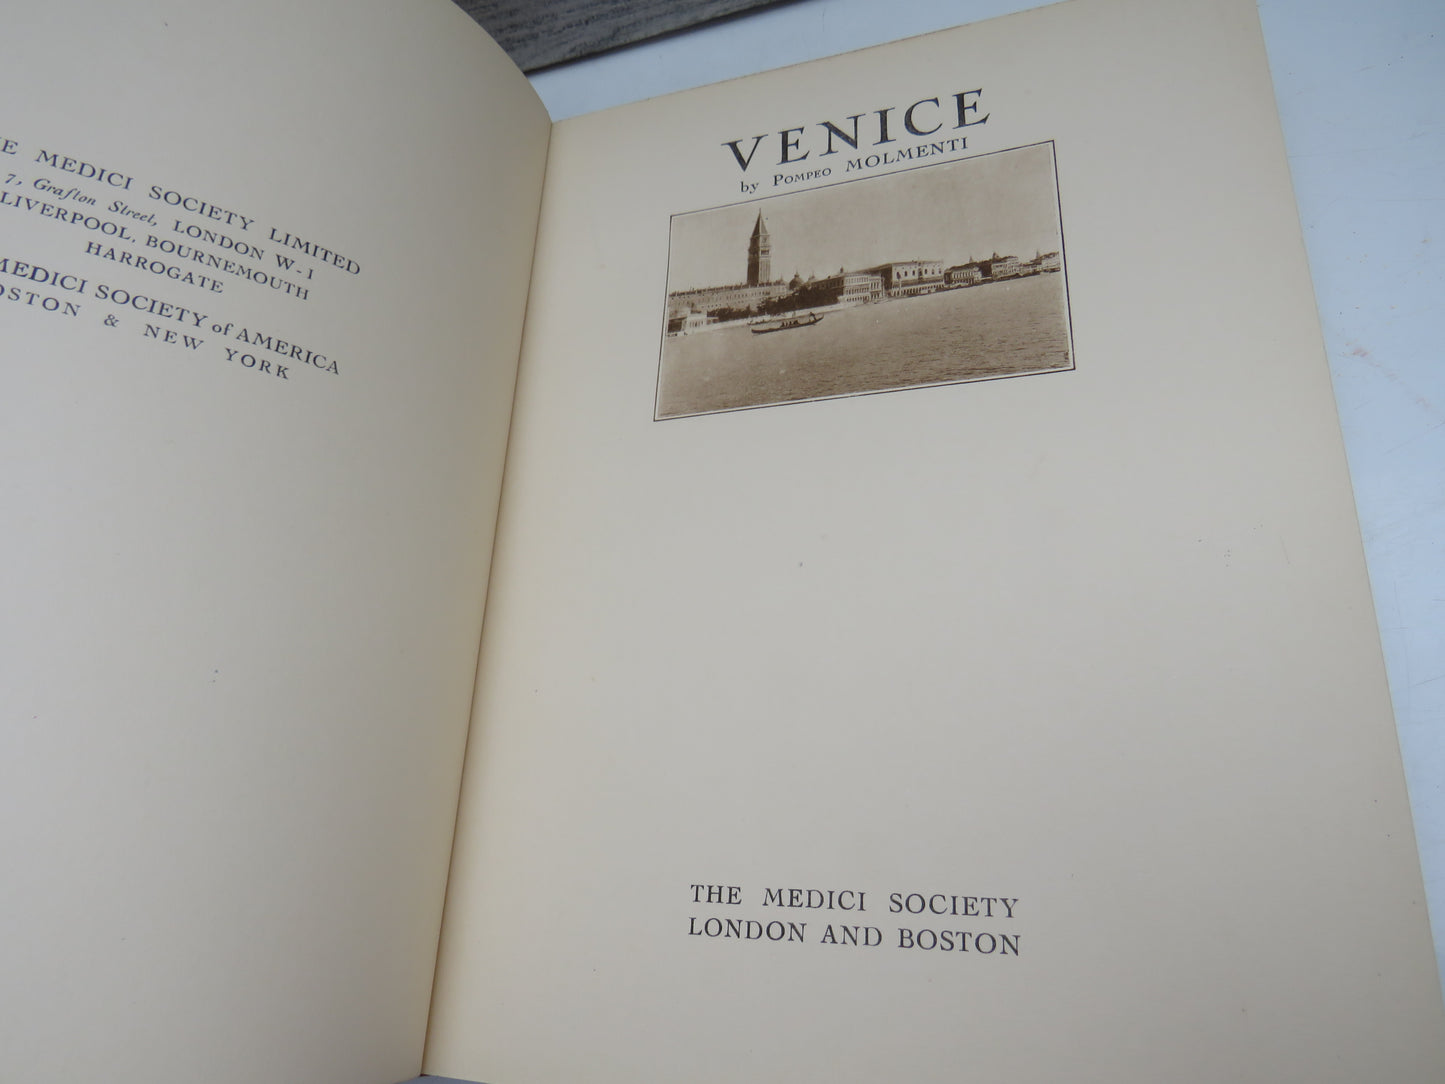 MEDICI SOCIETY LIMITED
7, Grafton Street, LONDON W-1
LIVERPOOL, BOURNEMOUTH
HARROGATE
MEDICI SOCIETY of AMERICA
& NEW YORK
VENICE
by POMPEO MOLMENTI
THE MEDICI SOCIETY
LONDON AND BOSTON